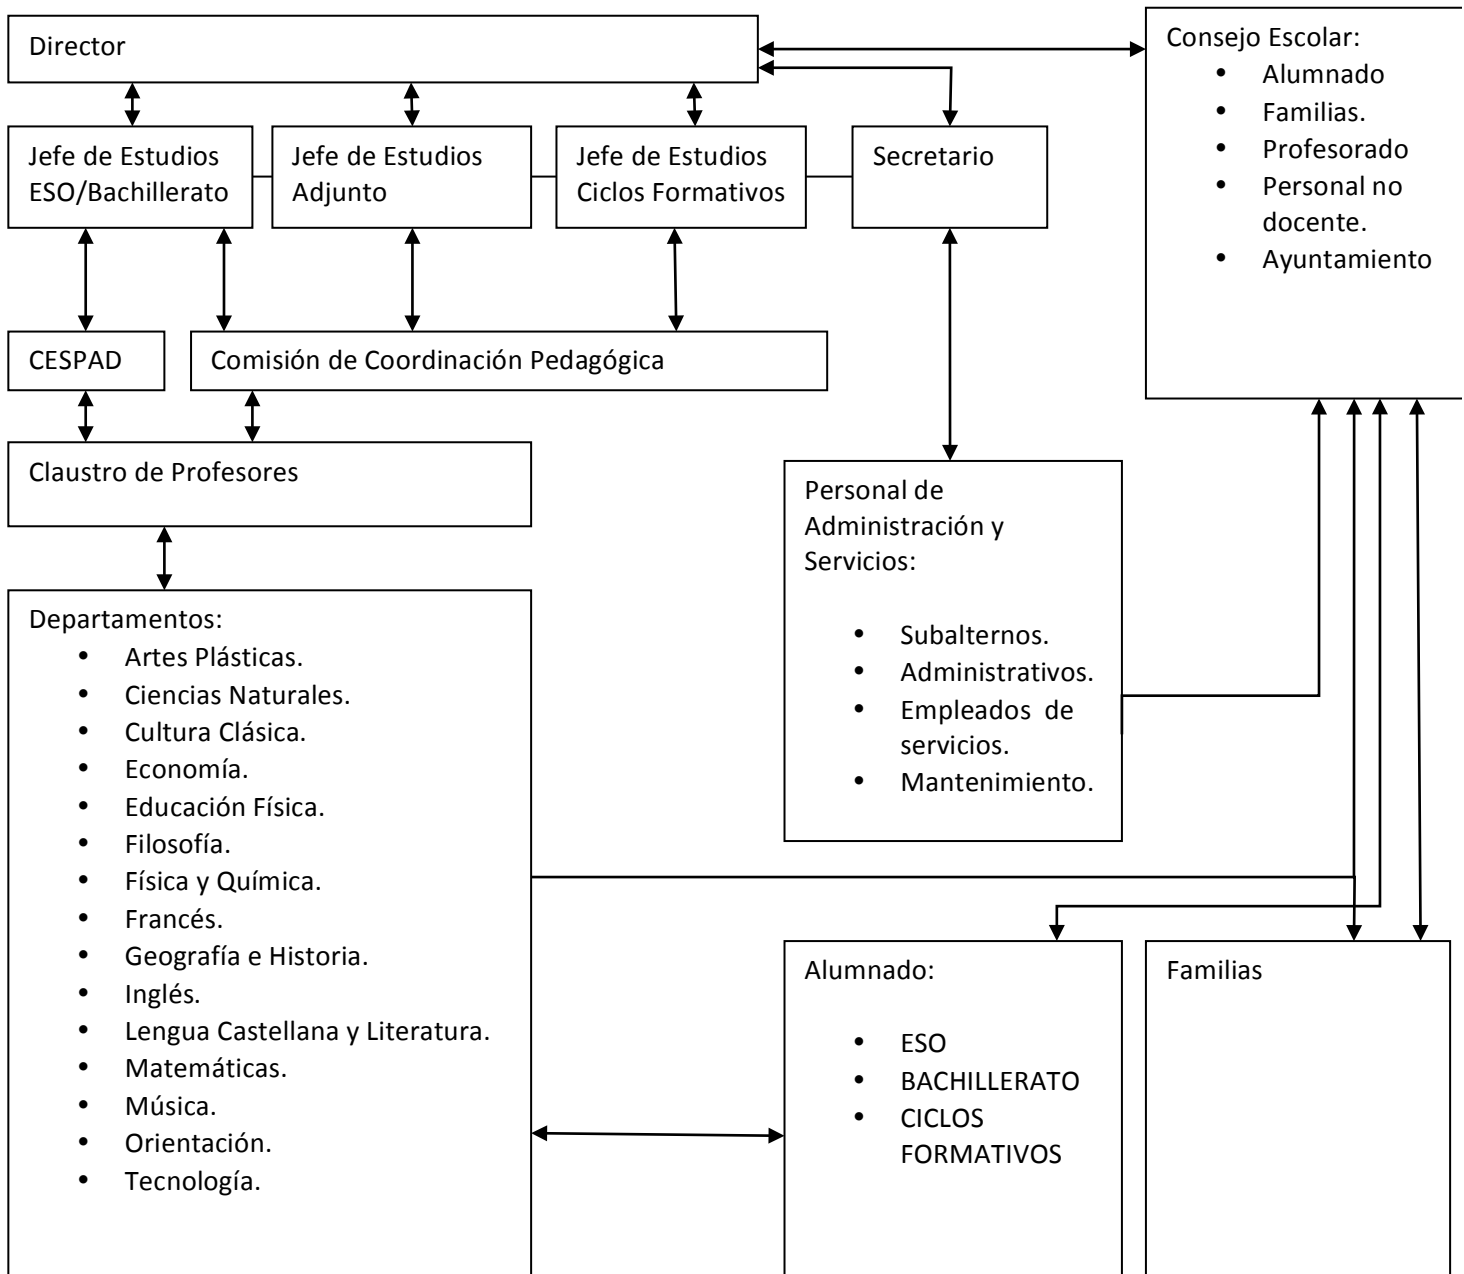 Director
Consejo Escolar:
• Alumnado
• Familias.
• Profesorado
• Personal no
docente.
• Ayuntamiento
Jefe de Estudios
ESO/Bachillerato
Jefe de Estudios
Adjunto
Jefe de Estudios
Ciclos Formativos
Secretario
CESPAD
Comisión de Coordinación Pedagógica
Claustro de Profesores
Personal de
Administración y
Servicios:
• Subalternos.
• Administrativos.
• Empleados de
servicios.
• Mantenimiento.
Departamentos:
• Artes Plásticas.
• Ciencias Naturales.
• Cultura Clásica.
• Economía.
• Educación Física.
• Filosofía.
• Física y Química.
• Francés.
• Geografía e Historia.
• Inglés.
• Lengua Castellana y Literatura.
• Matemáticas.
• Música.
• Orientación.
• Tecnología.
Alumnado:
• ESO
• BACHILLERATO
• CICLOS
FORMATIVOS
Familias